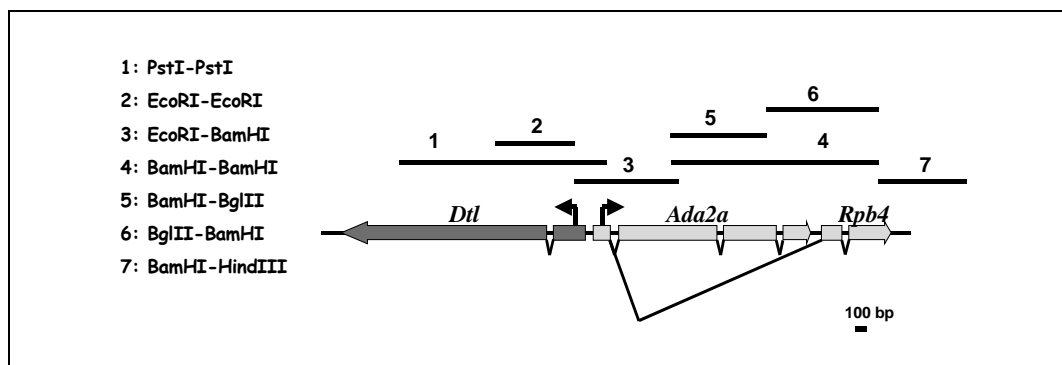 1: PstI-PstI
2: EcoRI-EcoRI
3: EcoRI-BamHI
4: BamHI-BamHI
5: BamHI-BglII
6: BglII-BamHI
7: BamHI-HindIII
6
2
5
1
4
3
7
Dtl
Ada2a
Rpb4
100 bp